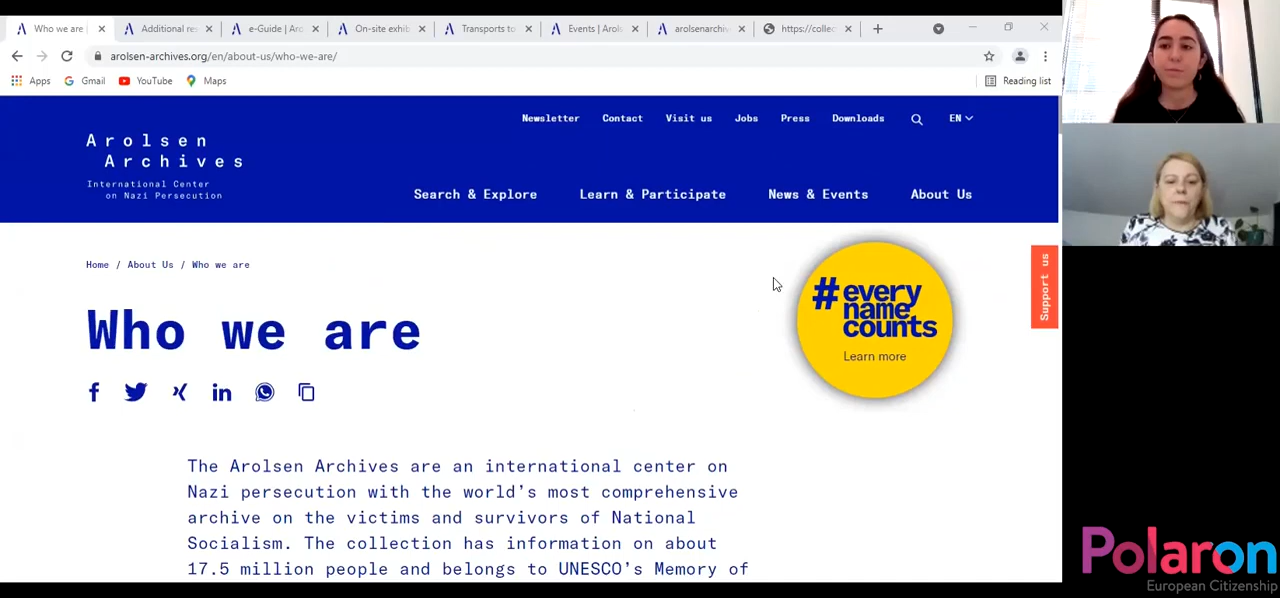 Who we are
Additional res
e-Guide | Aro
On-site exhib
Transports to
Events | Arols
arolsenarchiv
https://collec
arolsen-archives.org/en/about-us/who-we-are/
Apps Gmail YouTube Maps Reading list
Newsletter Contact Visit us Jobs Press Downloads EN
Arolsen
Archives
International Center
on Nazi Persecution
Search & Explore Learn & Participate News & Events About Us
Home / About Us / Who we are
Support us
#every
name
counts
Learn more
Who we are
The Arolsen Archives are an international center on
Nazi persecution with the world's most comprehensive
archive on the victims and survivors of National
Socialism. The collection has information on about
17.5 million people and belongs to UNESCO's Memory of
Polaron
European Citizenship